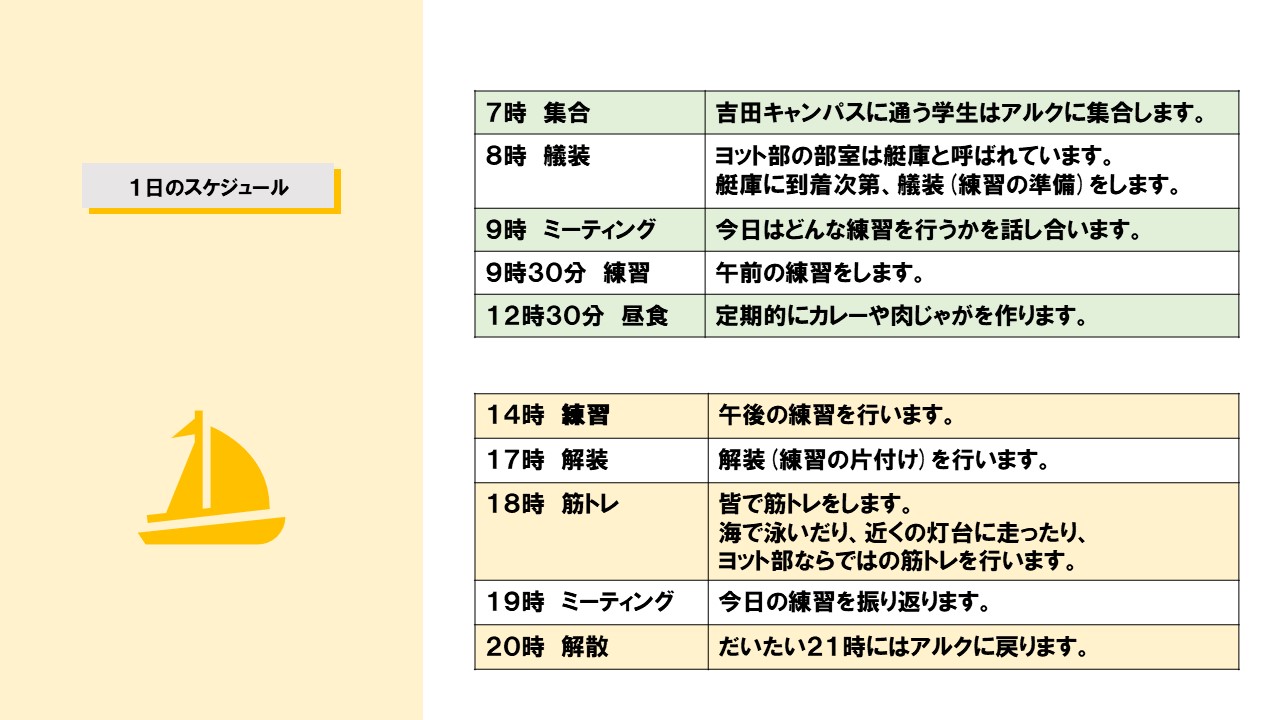 1日のスケジュール
7時　集合
吉田キャンパスに通う学生はアルクに集合します。
8時　艤装
ヨット部の部室は艇庫と呼ばれています。
艇庫に到着次第、艤装(練習の準備)をします。
9時　ミーティング
今日はどんな練習を行うかを話し合います。
9時30分　練習
午前の練習をします。
12時30分　昼食
定期的にカレーや肉じゃがを作ります。
14時　練習
午後の練習を行います。
17時　解装
解装(練習の片付け)を行います。
18時　筋トレ
皆で筋トレをします。
海で泳いだり、近くの灯台に走ったり、
ヨット部ならではの筋トレを行います。
19時　ミーティング
今日の練習を振り返ります。
20時　解散
だいたい21時にはアルクに戻ります。